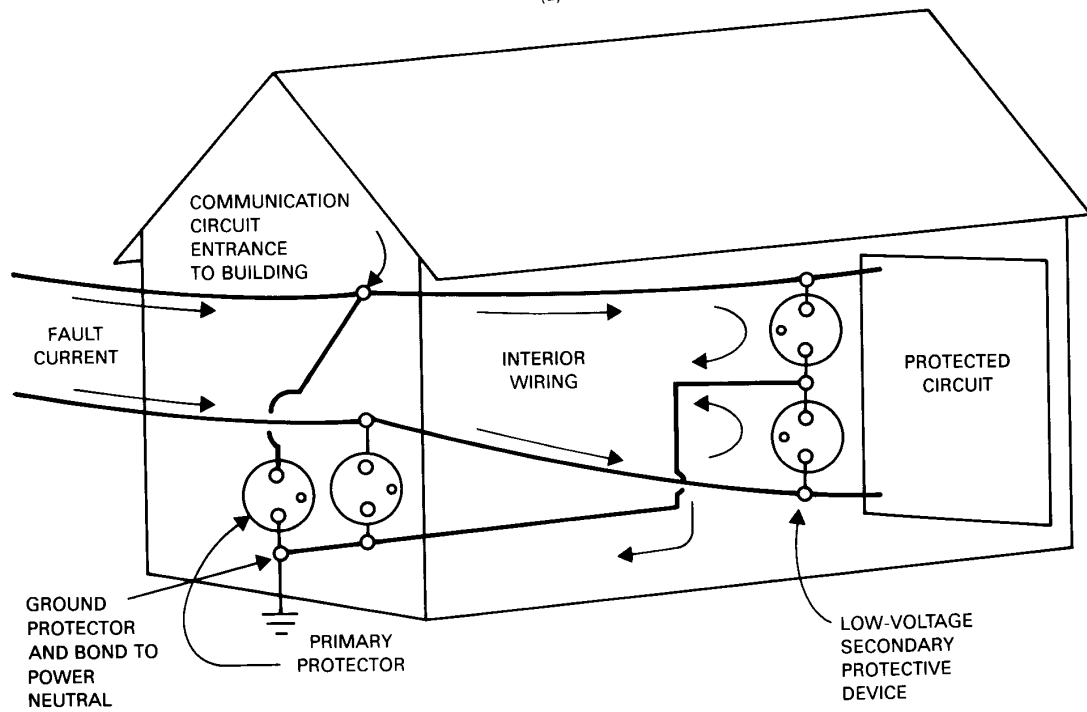 COMMUNICATION
CIRCUIT
ENTRANCE
TO BUILDING
FAULT
CURRENT
INTERIOR
WIRING
PROTECTED
CIRCUIT
GROUND
PROTECTOR
AND BOND TO
POWER
NEUTRAL
PRIMARY
PROTECTOR
LOW-VOLTAGE
SECONDARY
PROTECTIVE
DEVICE